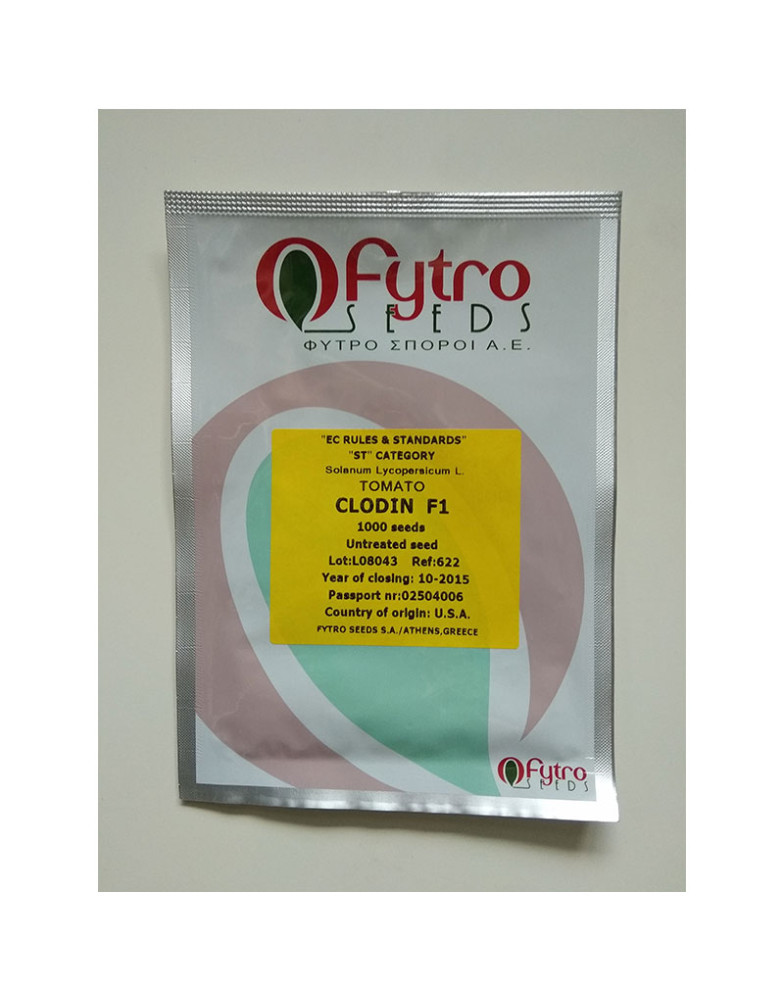 Fytro
SEEDS
ΦΥΤΡΟ ΣΠΟΡΟΙ Α.Ε.
"EC RULES & STANDARDS"
"ST" CATEGORY
Solanum Lycopersicum L.
TOMATO
CLODIN F1
1000 seeds
Untreated seed
Lot:L08043 Ref:622
Year of closing: 10-2015
Passport nr:02504006
Country of origin: U.S.A.
FYTRO SEEDS S.A./ATHENS,GREECE
Fytro
SEEDS